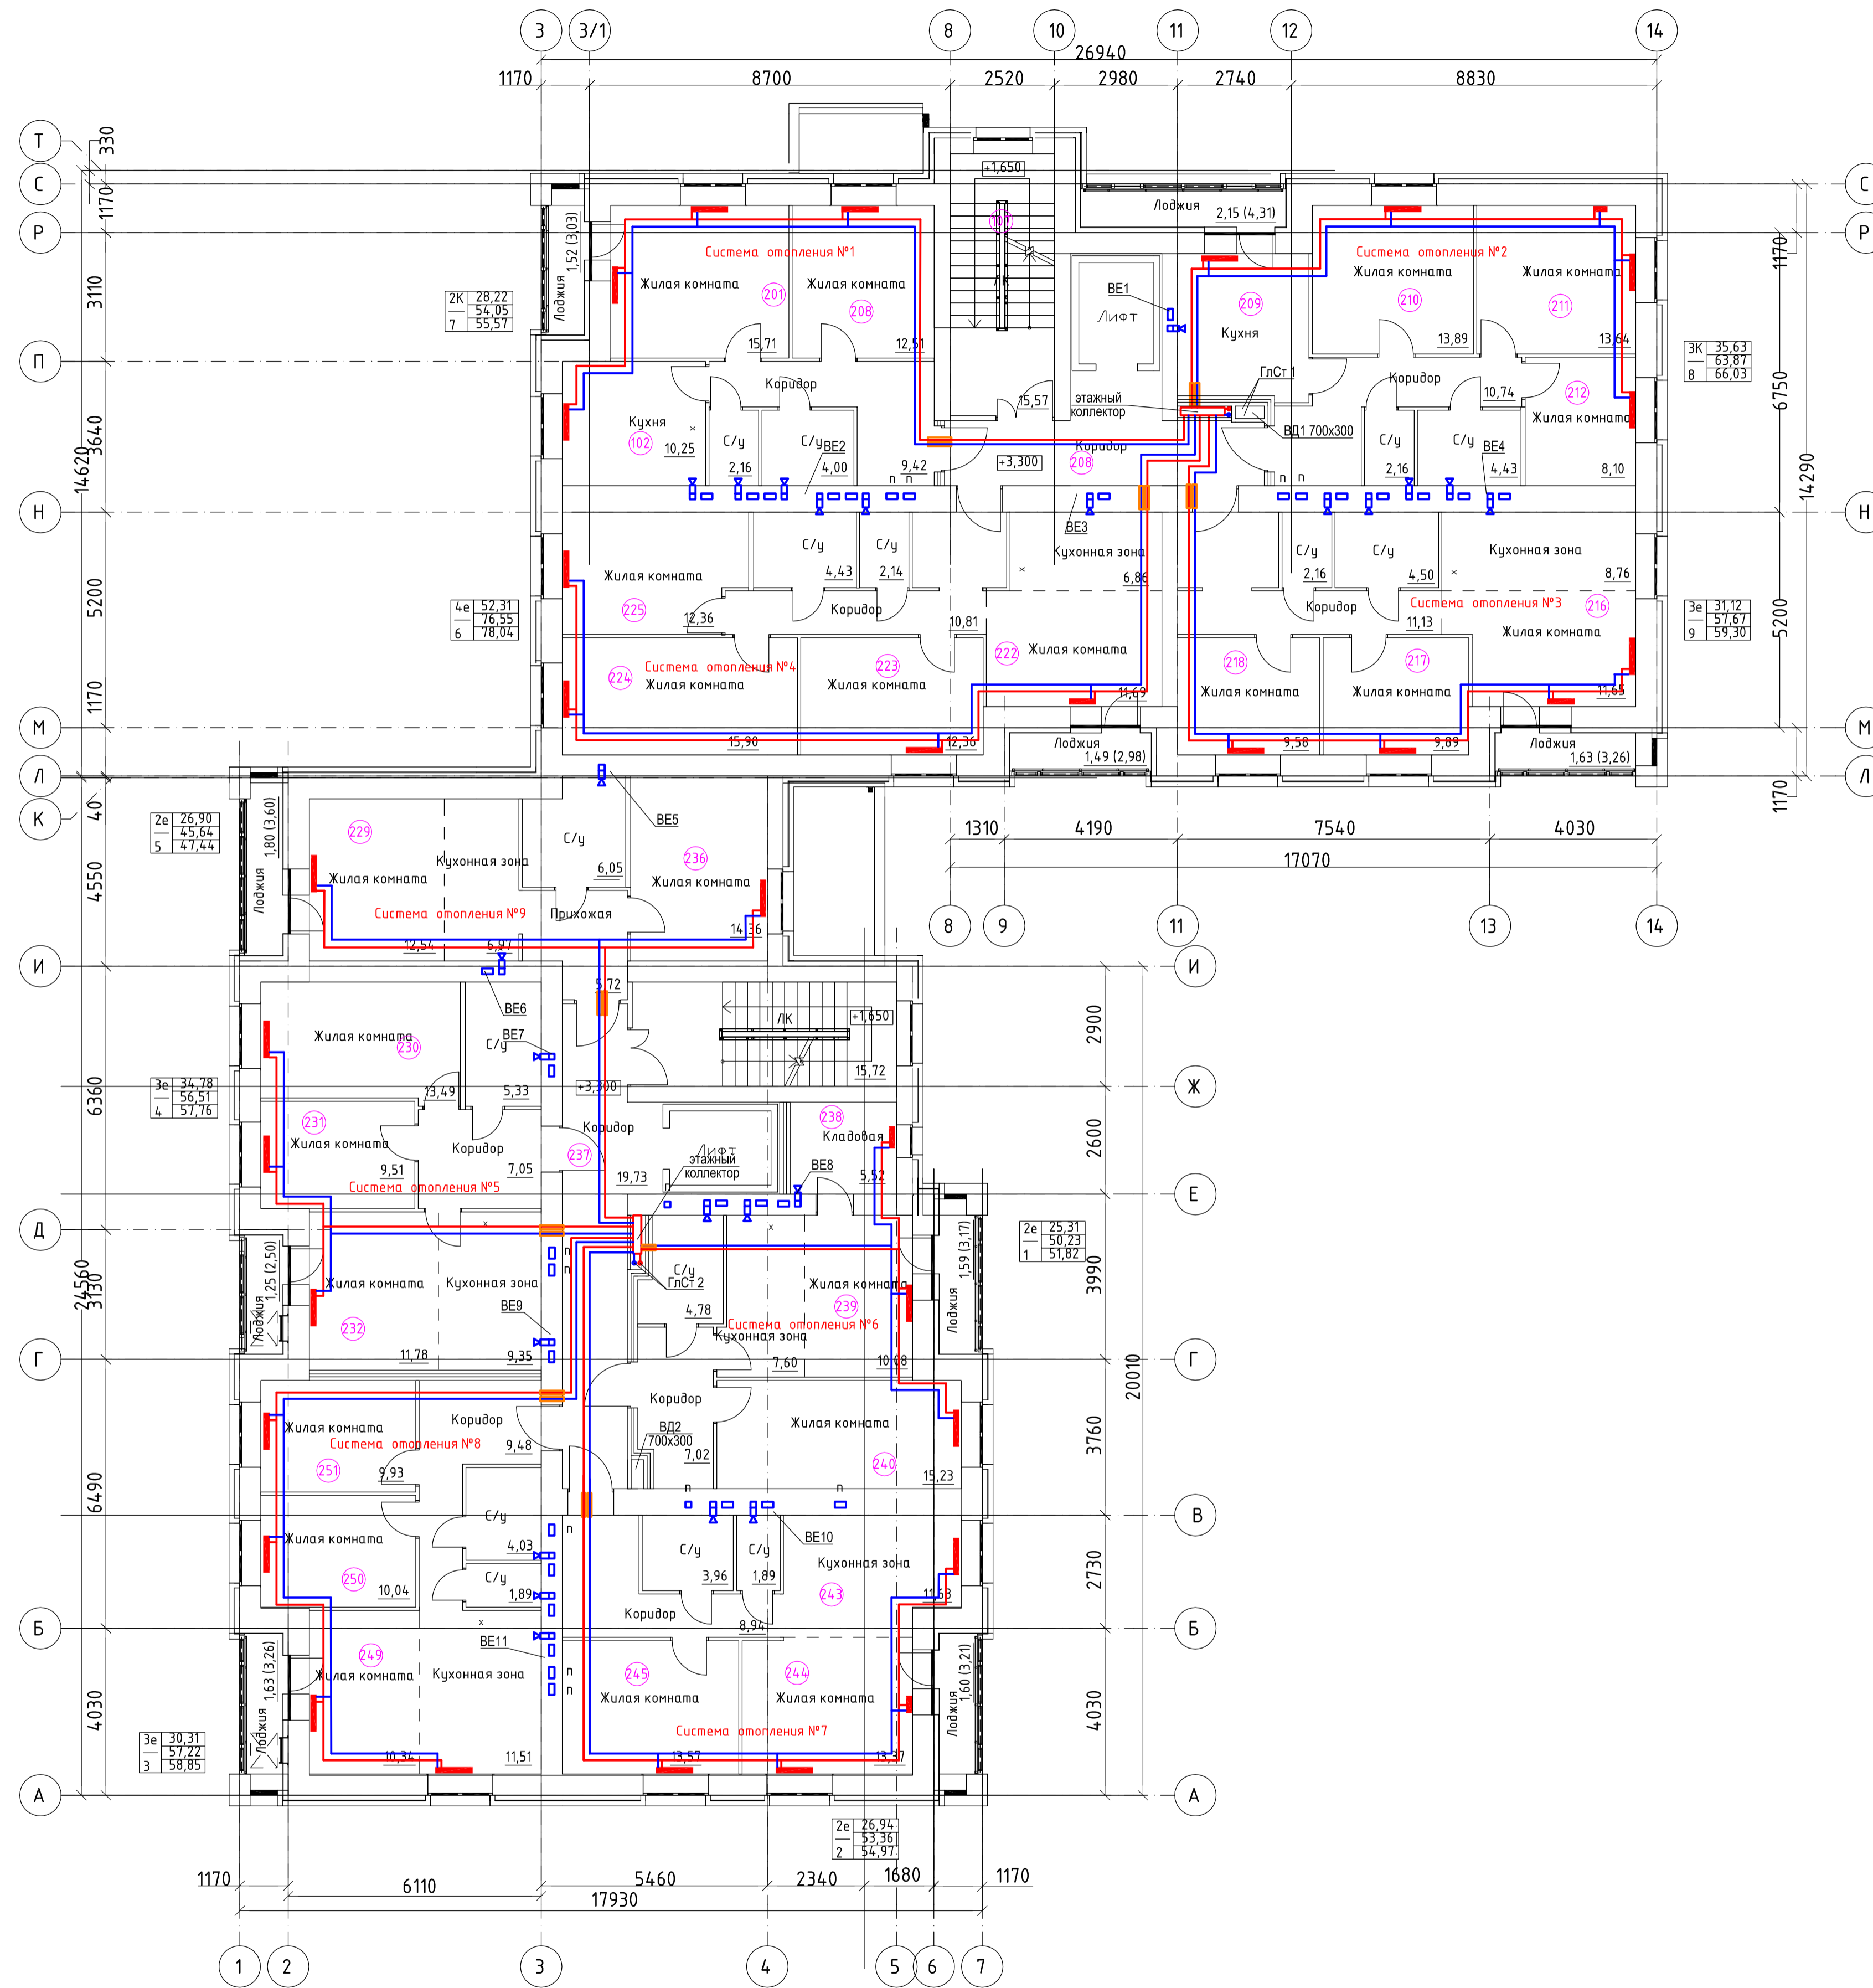 3
3/1
8
10
11
12
14
26940
1170
8700
2520
2980
2740
8830
Т
С
Р
П
Н
М
Л
К
330
1170
3110
3640
5200
1170
14620
40
4550
6360
3130
6490
4030
24560
С
Р
Н
М
Л
1170
6750
5200
1170
14290
+1,650
107
ЛК
Лоджия
2,15 (4,31)
1,52 (3,03)
Лоджия
Система отопления №1
Жилая комната
201
15,71
Жилая комната
208
12,51
2К
28,22
54,05
7
55,57
Коридор
Кухня
102
10,25
С/у
2,16
С/у
4,00
ВЕ2
9,42
п
п
ВЕ1
Лифт
209
Кухня
15,57
этажный
коллектор
ГлСт 1
ВД1 700х300
Коридор
+3,300
208
Система отопления №2
Жилая комната
210
13,89
Жилая комната
211
13,64
3К
35,63
63,87
8
66,03
Коридор
10,74
212
Жилая комната
8,10
С/у
2,16
С/у
4,43
ВЕ4
п
п
ВЕ3
Кухонная зона
6,86
С/у
4,43
С/у
2,14
Жилая комната
225
12,36
Коридор
10,81
4е
52,31
76,55
6
78,04
Система отопления №4
224
Жилая комната
15,90
223
Жилая комната
12,36
222
Жилая комната
11,69
Лоджия
1,49 (2,98)
С/у
2,16
С/у
4,50
Кухонная зона
8,76
Коридор
11,13
Система отопления №3
216
Жилая комната
11,65
218
Жилая комната
9,58
217
Жилая комната
9,89
Лоджия
1,63 (3,26)
3е
31,12
57,67
9
59,30
1310
4190
7540
4030
17070
8
9
11
13
14
2е
26,90
45,64
5
47,44
1,80 (3,60)
Лоджия
229
Кухонная зона
Жилая комната
Система отопления №9
12,54
6,97
С/у
6,05
ВЕ5
236
Жилая комната
14,36
Прихожая
5,72
И
И
ВЕ6
Жилая комната
230
13,49
С/у
5,33
ВЕ7
ЛК
+1,650
15,72
+3,300
3е
34,78
56,51
4
57,76
231
Жилая комната
9,51
Коридор
7,05
Система отопления №5
Коридор
237
19,73
Лифт
этажный
коллектор
238
Кладовая
5,52
ВЕ8
п
2900
2600
3990
3760
2730
4030
20010
Ж
Е
Г
В
Б
А
Д
Г
Б
А
1,25 (2,50)
Лоджия
Жилая комната
232
11,78
Кухонная зона
9,35
ВЕ9
п
п
ГлСт 2
С/у
4,78
Жилая комната
239
Система отопления №6
Кухонная зона
7,60
10,08
1,59 (3,17)
Лоджия
2е
25,31
50,23
1
51,82
Коридор
7,02
ВД2
700х300
Жилая комната
240
15,23
п
п
Коридор
9,48
Жилая комната
Система отопления №8
251
9,93
Жилая комната
250
10,04
С/у
4,03
С/у
1,89
п
ВЕ10
С/у
3,96
С/у
1,89
Кухонная зона
243
11,63
Коридор
8,94
ВЕ11
п
п
249
Жилая комната
10,34
Кухонная зона
11,51
1,63 (3,26)
Лоджия
3е
30,31
57,22
3
58,85
245
Жилая комната
13,57
244
Жилая комната
13,37
Система отопления №7
1,60 (3,21)
Лоджия
2е
26,94
53,36
2
54,97
1170
6110
5460
2340
1680
1170
17930
1
2
3
4
5
6
7